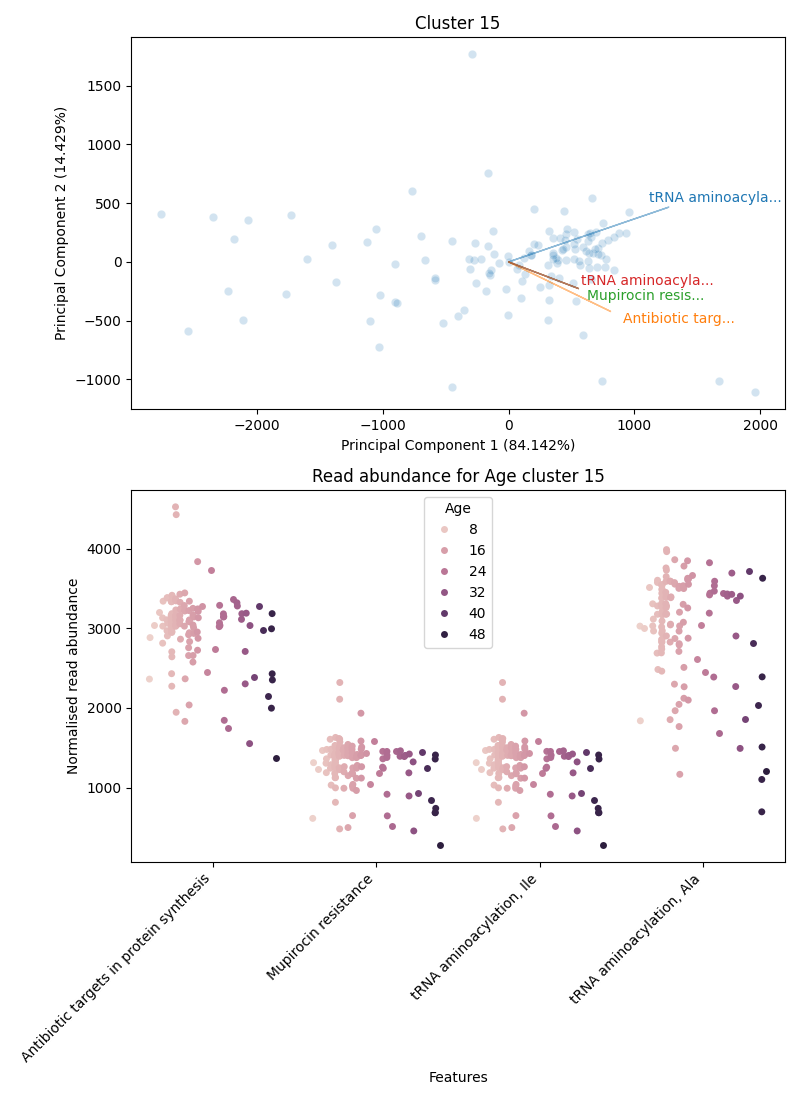 Cluster 15
Principal Component 2 (14.429%)
1500
1000
500
0
−500
−1000
tRNA aminoacyla...
tRNA aminoacyla...
Mupirocin resis...
Antibiotic targ...
−2000 −1000 0 1000 2000
Principal Component 1 (84.142%)
Read abundance for Age cluster 15
Normalised read abundance
4000
3000
2000
1000
Age
8
16
24
32
40
48
Antibiotic targets in protein synthesis
Mupirocin resistance
tRNA aminoacylation, Ile
tRNA aminoacylation, Ala
Features